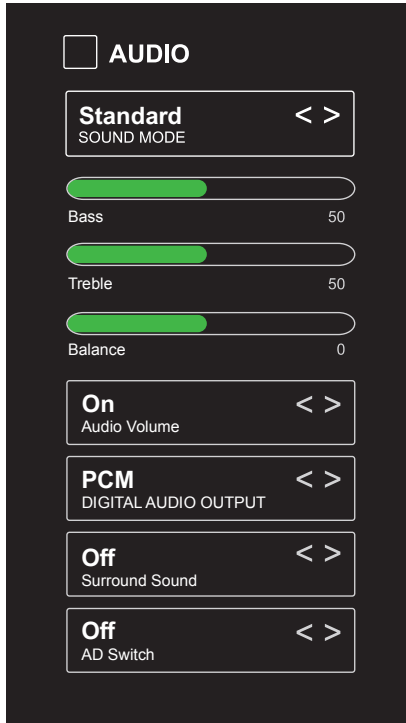 AUDIO
Standard < >
SOUND MODE
Bass 50
Treble 50
Balance 0
On < >
Audio Volume
PCM < >
DIGITAL AUDIO OUTPUT
Off < >
Surround Sound
Off < >
AD Switch